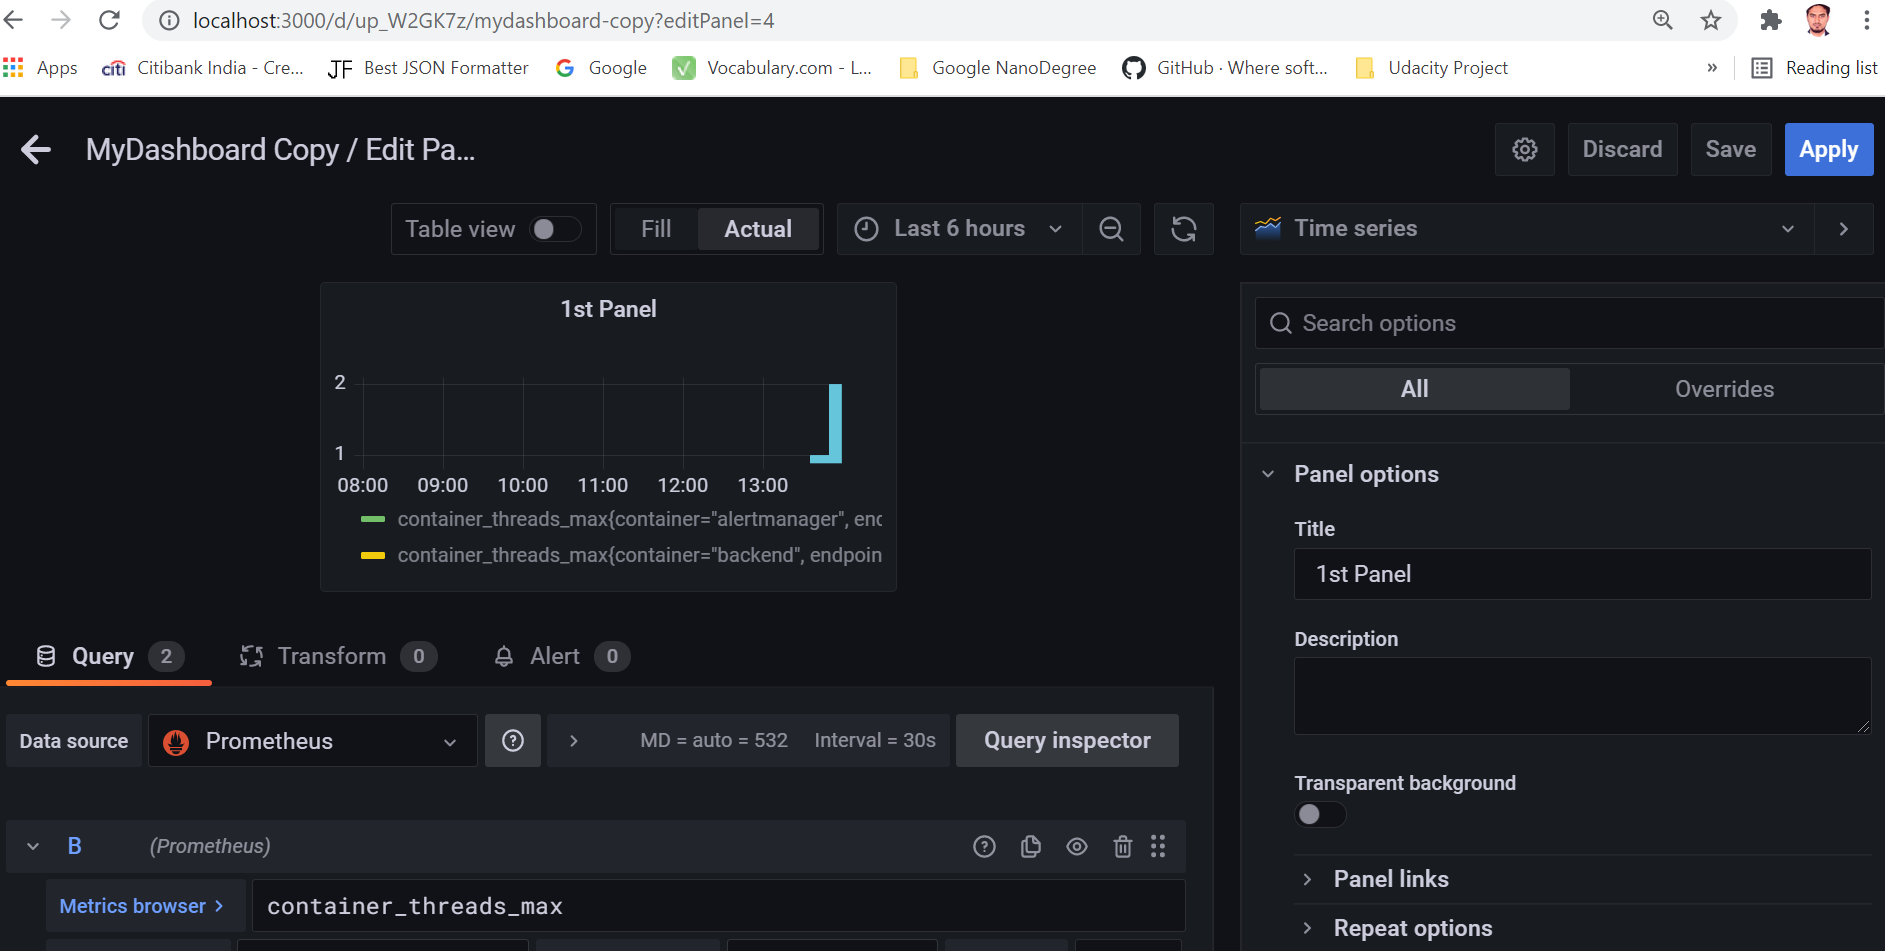 localhost:3000/d/up_W2GK7z/mydashboard-copy?editPanel=4
Apps citi Citibank India - Cre... JF Best JSON Formatter G Google Vocabulary.com - L... Google NanoDegree GitHub · Where soft... Udacity Project » Reading list
MyDashboard Copy / Edit Pa... Discard Save Apply
Table view Fill Actual Last 6 hours Time series
1st Panel
Search options
2
All Overrides
1
08:00 09:00 10:00 11:00 12:00 13:00
container_threads_max{container="alertmanager", enc
container_threads_max{container="backend", endpoin
Panel options
Title
1st Panel
Description
Query 2 Transform 0 Alert 0
Data source Prometheus MD = auto = 532 Interval = 30s Query inspector
Transparent background
B (Prometheus)
Panel links
Metrics browser > container_threads_max
Repeat options